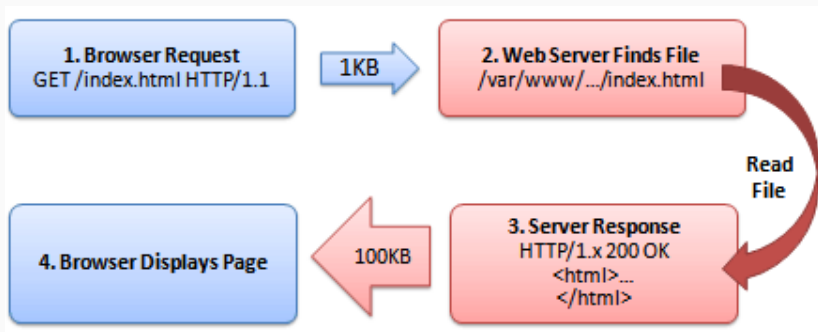 1. Browser Request
GET /index.html HTTP/1.1
1KB
2. Web Server Finds File
/var/www/.../index.html
Read
File
3. Server Response
HTTP/1.x 200 OK
<html>...
</html>
100KB
4. Browser Displays Page